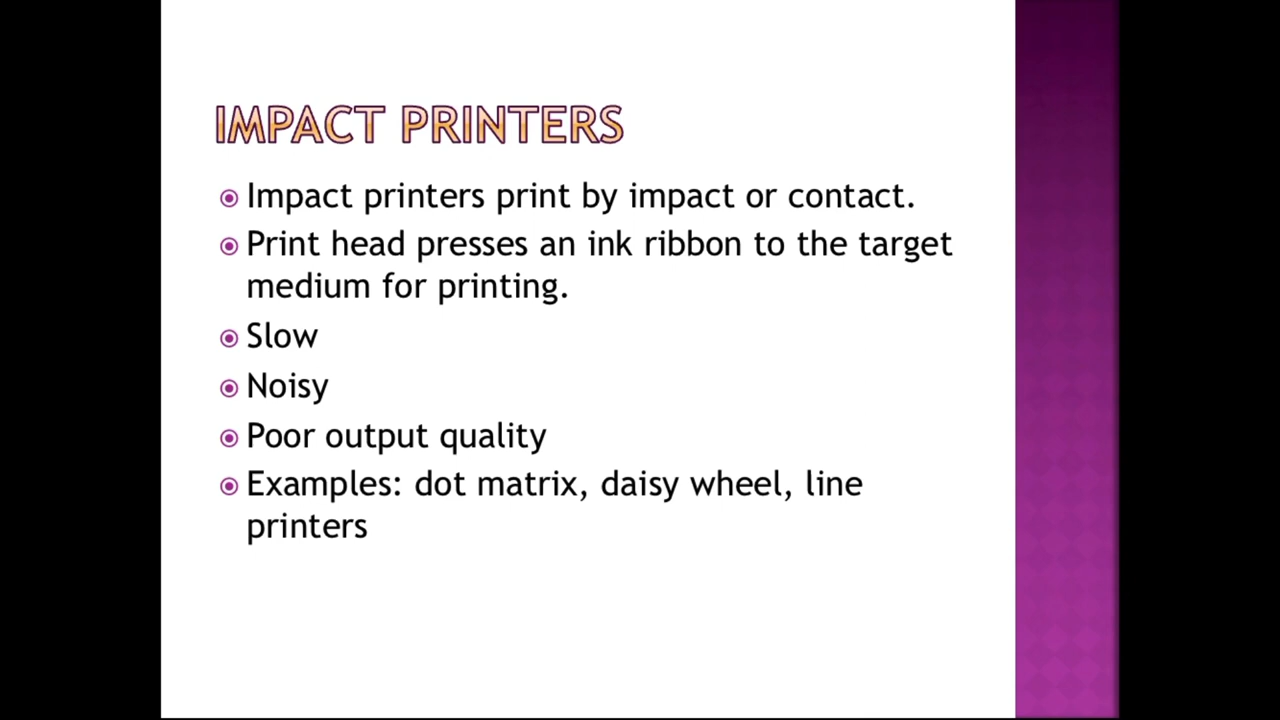 IMPACT PRINTERS
Impact printers print by impact or contact.
Print head presses an ink ribbon to the target
medium for printing.
Slow
Noisy
Poor output quality
Examples: dot matrix, daisy wheel, line
printers